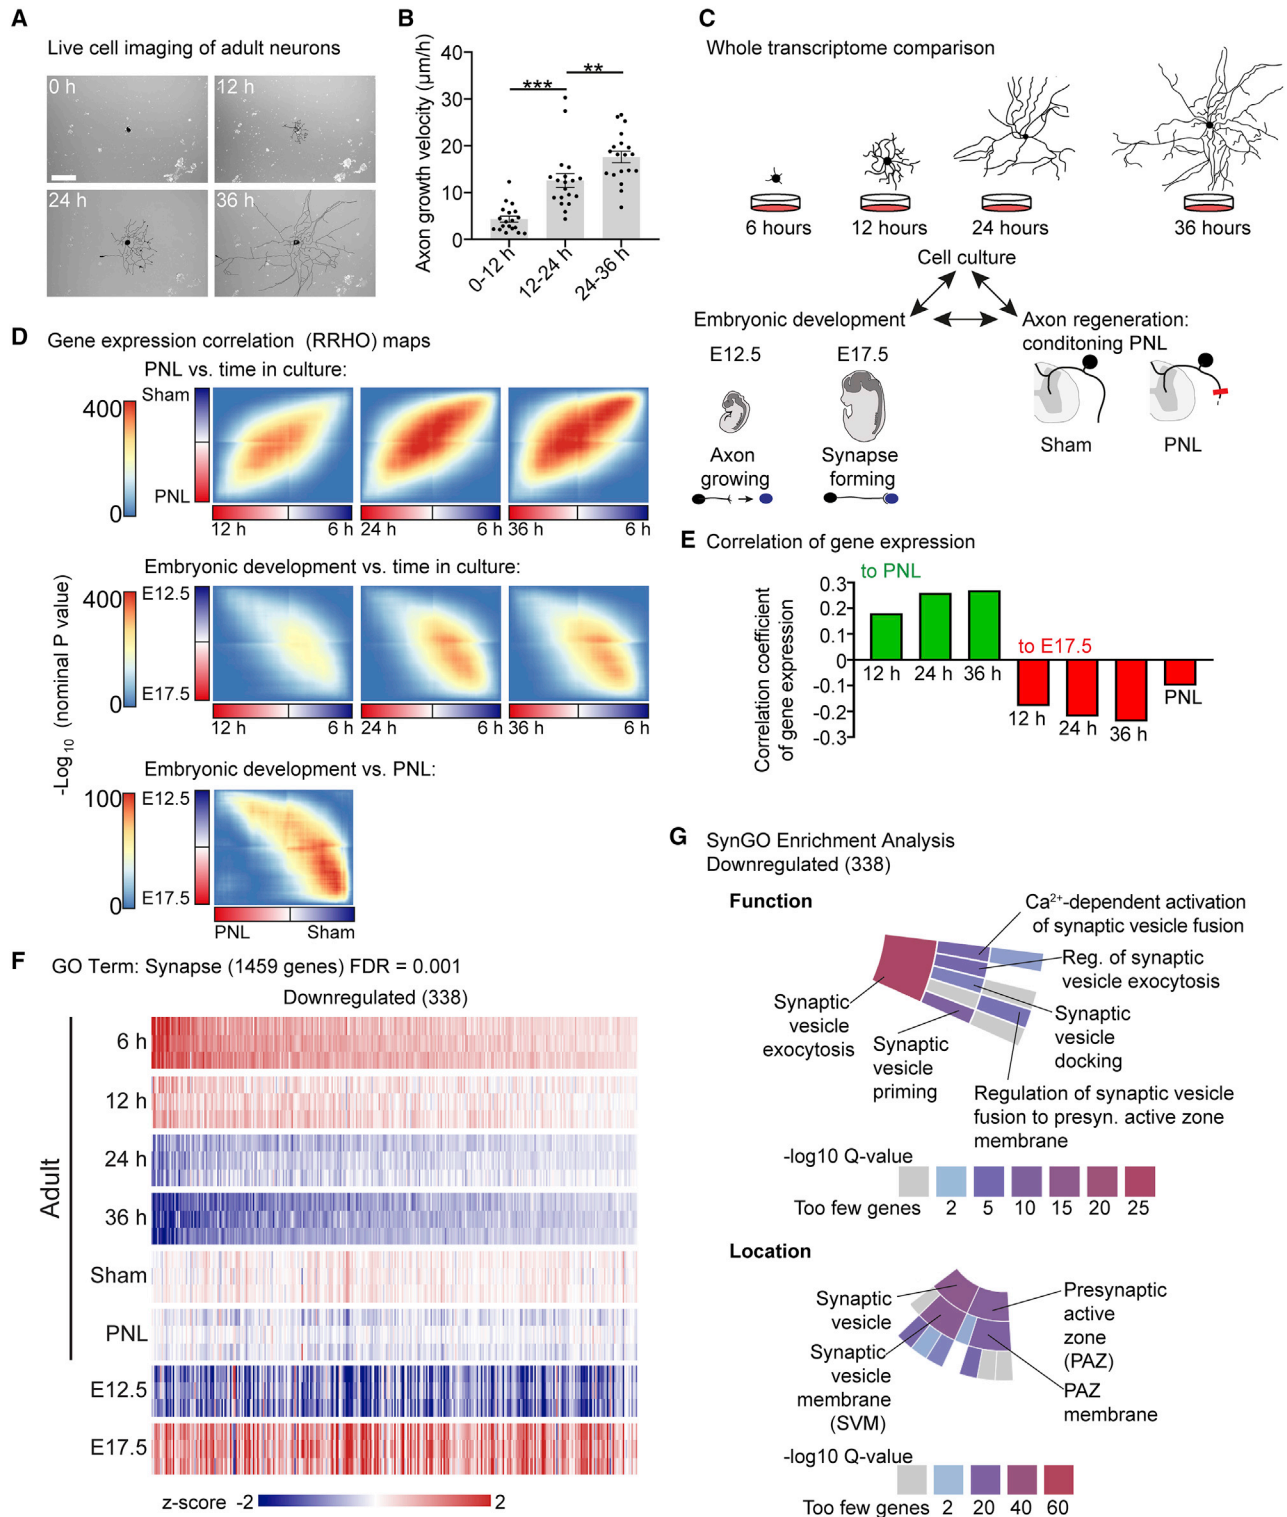 A
Live cell imaging of adult neurons
0 h
12 h
24 h
36 h
B
Axon growth velocity (µm/h)
40
30
20
10
0
***
**
0-12 h
12-24 h
24-36 h
C
Whole transcriptome comparison
6 hours
12 hours
24 hours
36 hours
Cell culture
Embryonic development
Axon regeneration:
conditoning PNL
E12.5
E17.5
Axon
growing
Synapse
forming
Sham
PNL
D
Gene expression correlation (RRHO) maps
PNL vs. time in culture:
400
0
Sham
PNL
12 h
6 h
24 h
6 h
36 h
6 h
Embryonic development vs. time in culture:
400
0
E12.5
E17.5
12 h
6 h
24 h
6 h
36 h
6 h
-Log10 (nominal P value)
Embryonic development vs. PNL:
100
0
E12.5
E17.5
PNL
Sham
E
Correlation of gene expression
Correlation coefficient
of gene expression
0.3
0.2
0.1
0
-0.1
-0.2
-0.3
to PNL
12 h
24 h
36 h
to E17.5
12 h
24 h
36 h
PNL
F
GO Term: Synapse (1459 genes) FDR = 0.001
Downregulated (338)
Adult
6 h
12 h
24 h
36 h
Sham
PNL
E12.5
E17.5
z-score -2
2
G
SynGO Enrichment Analysis
Downregulated (338)
Function
Ca2+-dependent activation
of synaptic vesicle fusion
Reg. of synaptic
vesicle exocytosis
Synaptic
vesicle
docking
Synaptic
vesicle
exocytosis
Synaptic
vesicle
priming
Regulation of synaptic vesicle
fusion to presyn. active zone
membrane
-log10 Q-value
Too few genes 2 5 10 15 20 25
Location
Synaptic
vesicle
Synaptic
vesicle
membrane
(SVM)
Presynaptic
active
zone
(PAZ)
PAZ
membrane
-log10 Q-value
Too few genes 2 20 40 60